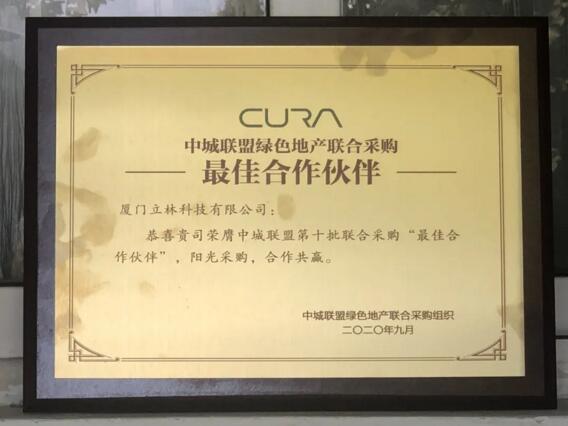 CURA
中城联盟绿色地产联合采购
最佳合作伙伴
厦门立林科技有限公司：
恭喜贵司荣膺中城联盟第十批联合采购“最佳合
作伙伴”，阳光采购，合作共赢。
中城联盟绿色地产联合采购组织
二〇二〇年九月